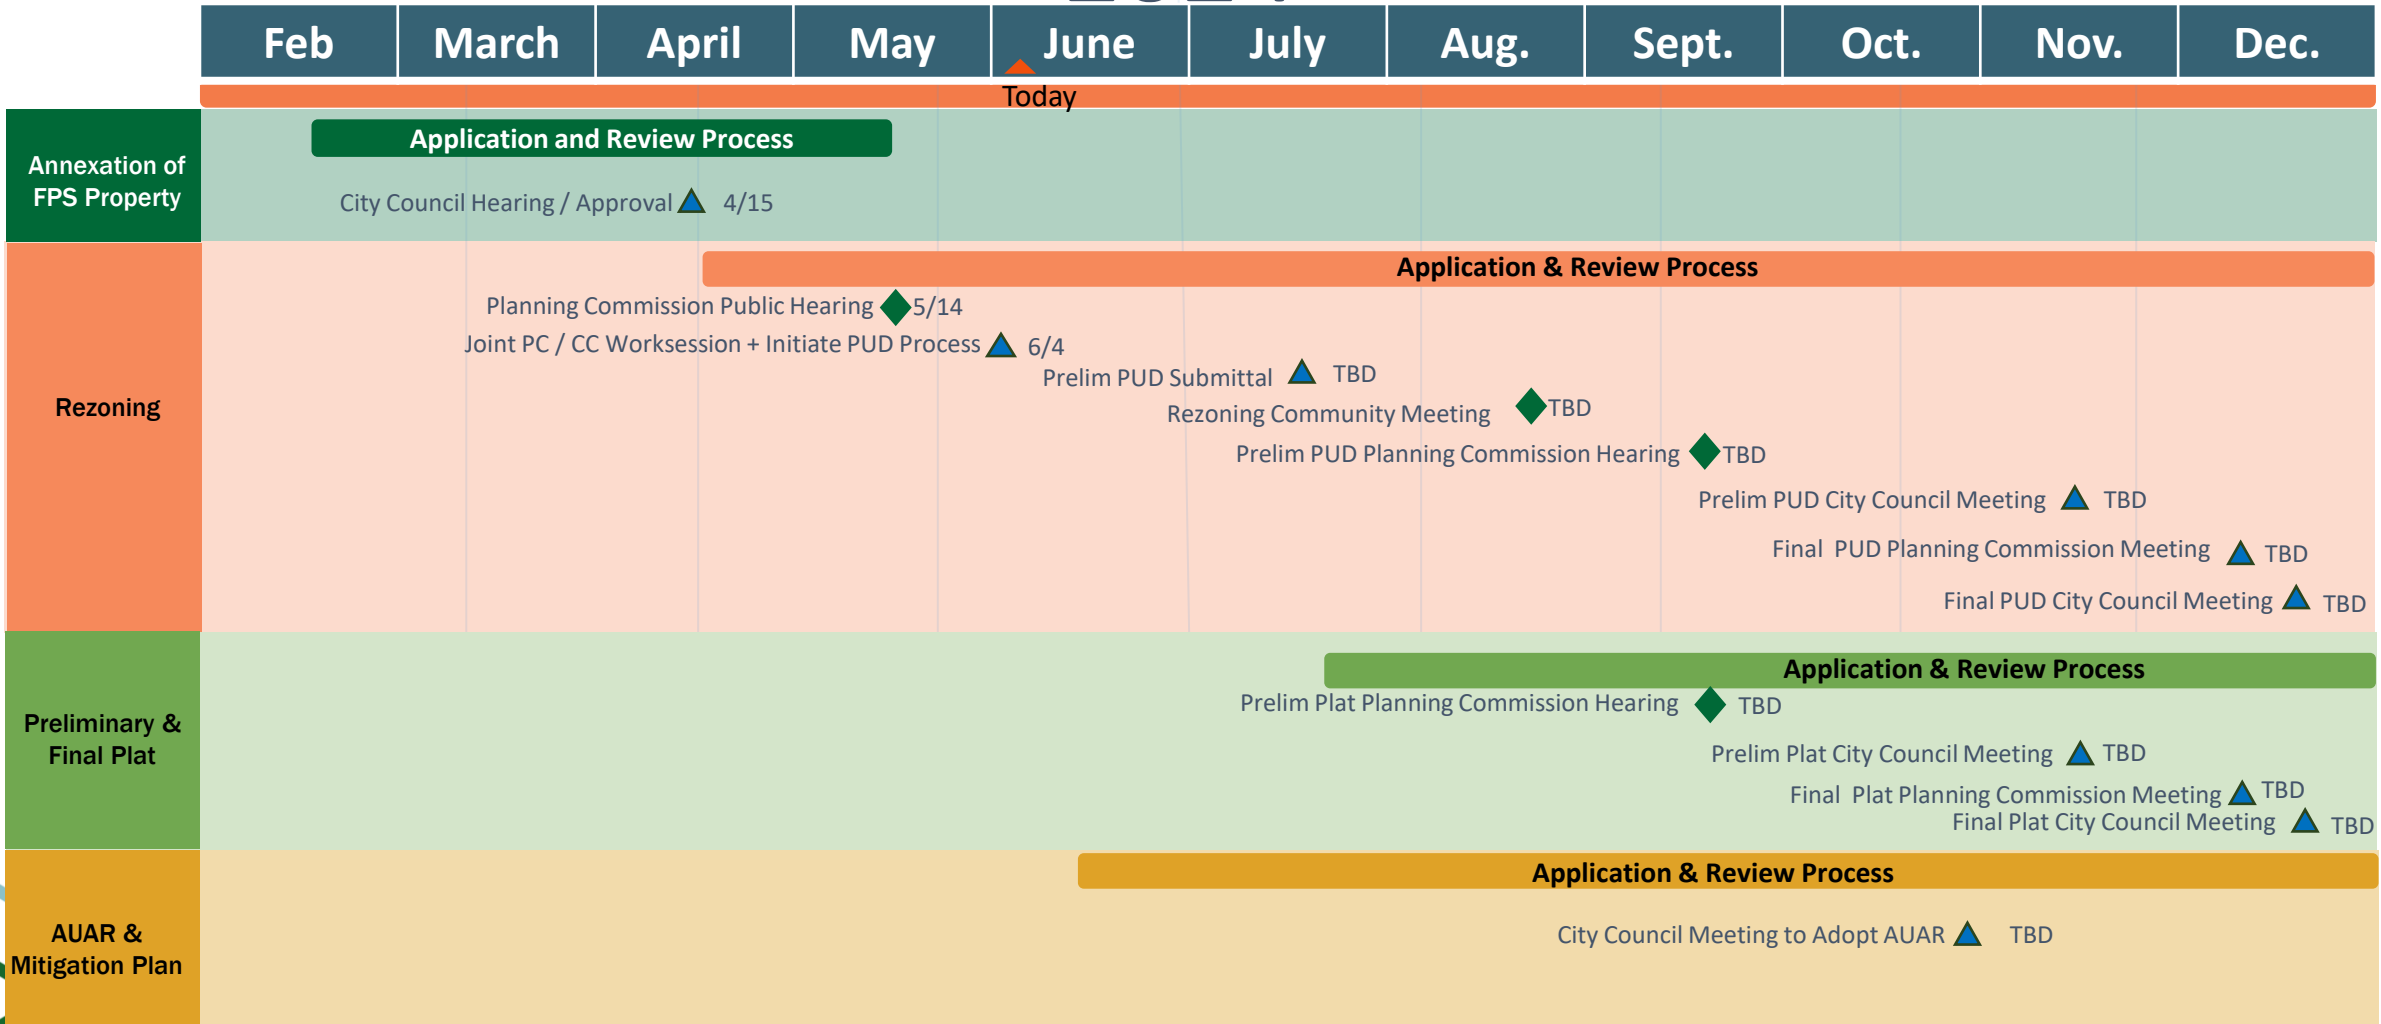 Feb March April May June July Aug. Sept. Oct. Nov. Dec.
Today
Annexation of
FPS Property
Application and Review Process
City Council Hearing / Approval 4/15
Rezoning
Application & Review Process
Planning Commission Public Hearing 5/14
Joint PC / CC Worksession + Initiate PUD Process 6/4
Prelim PUD Submittal TBD
Rezoning Community Meeting TBD
Prelim PUD Planning Commission Hearing TBD
Prelim PUD City Council Meeting TBD
Final PUD Planning Commission Meeting TBD
Final PUD City Council Meeting TBD
Preliminary &
Final Plat
Application & Review Process
Prelim Plat Planning Commission Hearing TBD
Prelim Plat City Council Meeting TBD
Final Plat Planning Commission Meeting TBD
Final Plat City Council Meeting TBD
AUAR &
Mitigation Plan
Application & Review Process
City Council Meeting to Adopt AUAR TBD